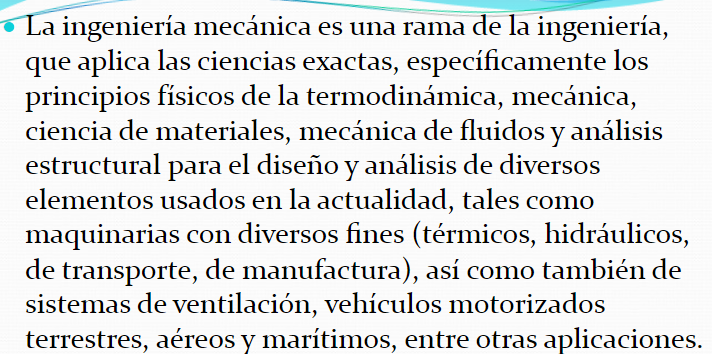 La ingeniería mecánica es una rama de la ingeniería,
que aplica las ciencias exactas, específicamente los
principios físicos de la termodinámica, mecánica,
ciencia de materiales, mecánica de fluidos y análisis
estructural para el diseño y análisis de diversos
elementos usados en la actualidad, tales como
maquinarias con diversos fines (térmicos, hidráulicos,
de transporte, de manufactura), así como también de
sistemas de ventilación, vehículos motorizados
terrestres, aéreos y marítimos, entre otras aplicaciones.